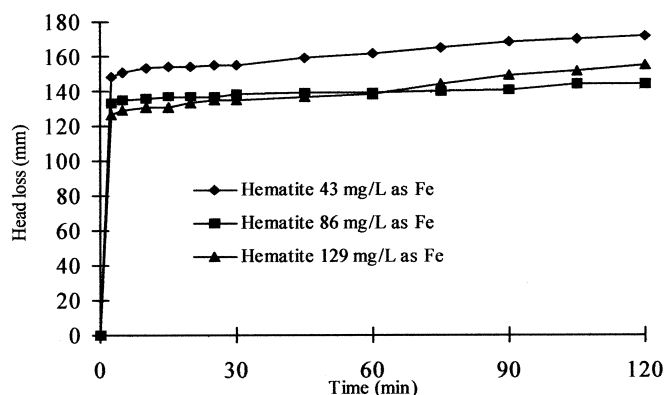 180
160
140
120
100
80
60
40
20
0
Head loss (mm)
Hematite 43 mg/L as Fe
Hematite 86 mg/L as Fe
Hematite 129 mg/L as Fe
0 30 60 90 120
Time (min)